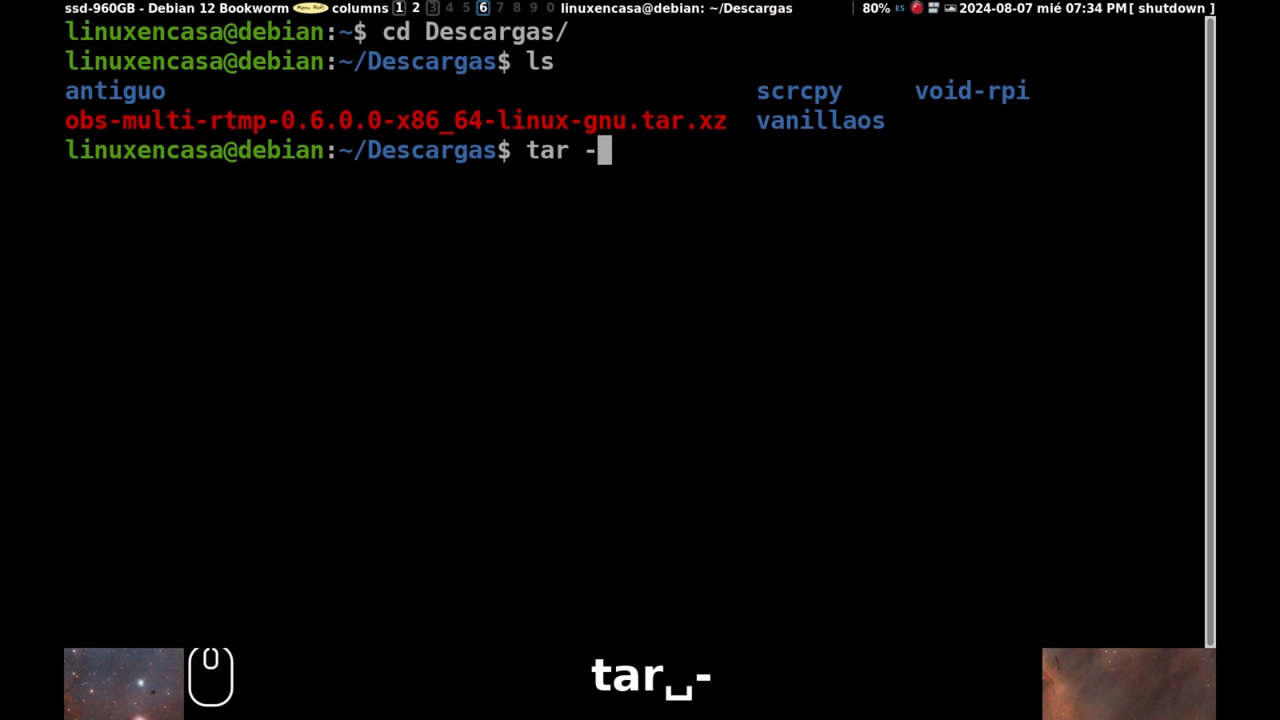 ssd-960GB - Debian 12 Bookworm Menu columns 1 2 3 4 5 6 7 8 9 0 linuxencasa@debian: ~/Descargas 80% ES 2024-08-07 mié 07:34 PM[ shutdown ]
linuxencasa@debian:~$ cd Descargas/
linuxencasa@debian:~/Descargas$ ls
antiguo scrcpy void-rpi
obs-multi-rtmp-0.6.0.0-x86_64-linux-gnu.tar.xz vanillaos
linuxencasa@debian:~/Descargas$ tar -
tar␣-